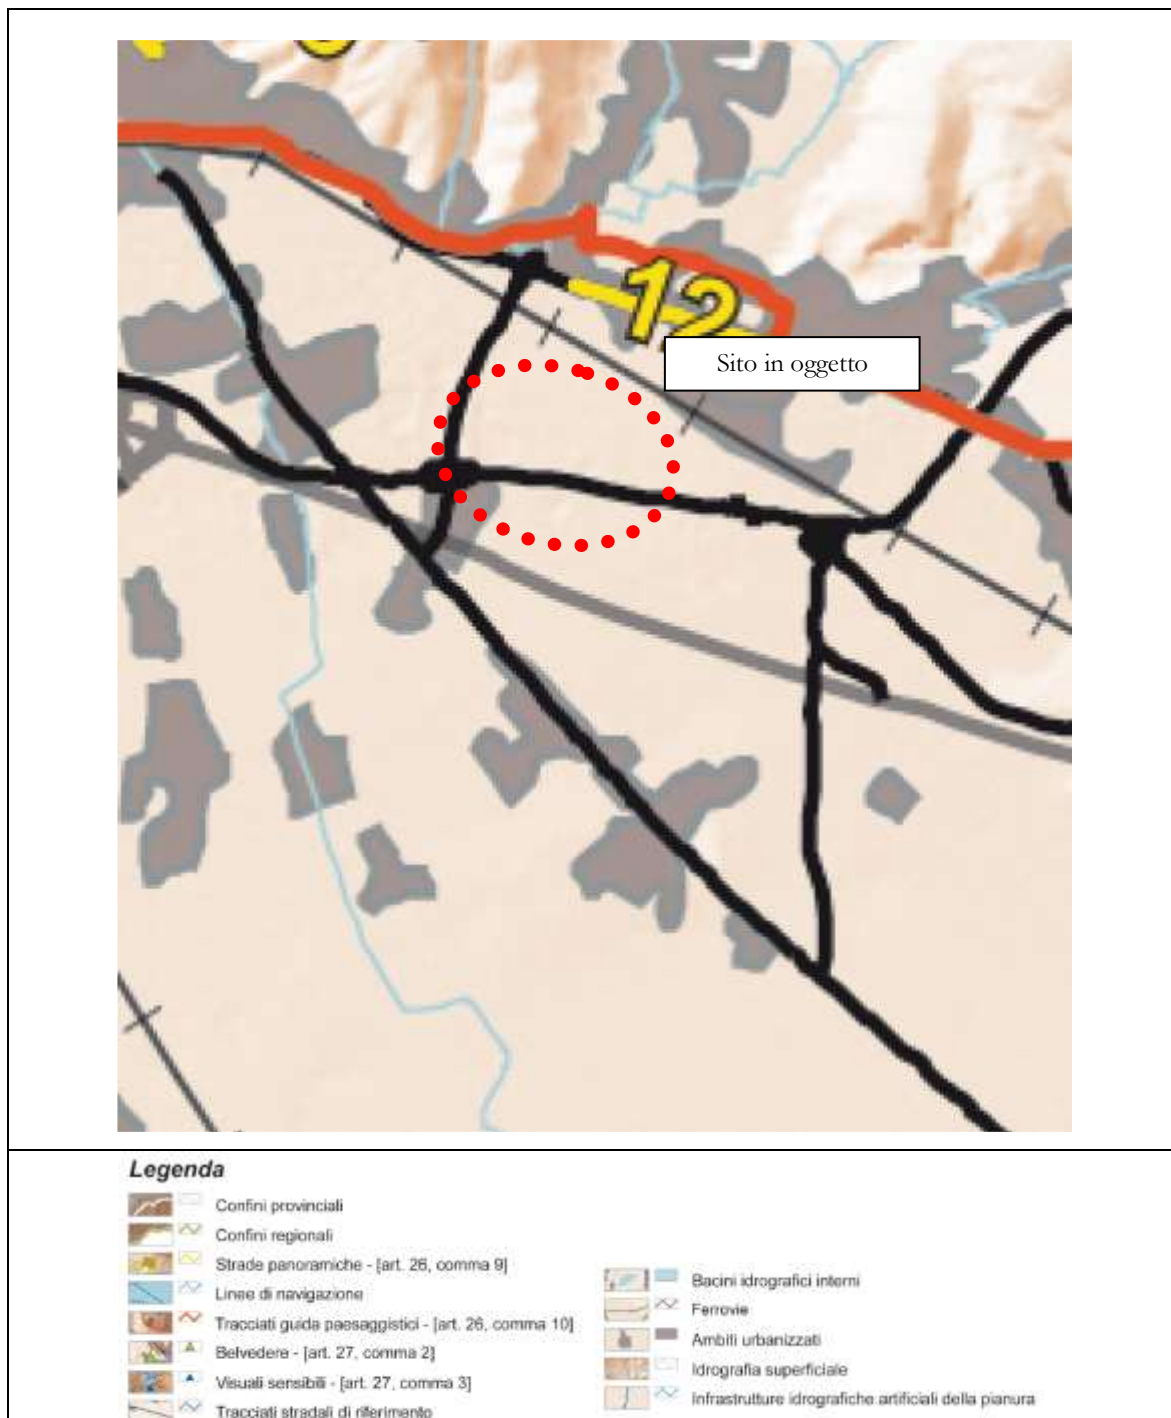 12
Sito in oggetto
Legenda
Confini provinciali
Confini regionali
Strade panoramiche - [art. 26, comma 9]
Linee di navigazione
Tracciati guida paesaggistici - [art. 26, comma 10]
Belvedere - [art. 27, comma 2]
Visuali sensibili - [art. 27, comma 3]
Tracciati stradali di riferimento
Bacini idrografici interni
Ferrovie
Ambiti urbanizzati
Idrografia superficiale
Infrastrutture idrografiche artificiali della pianura